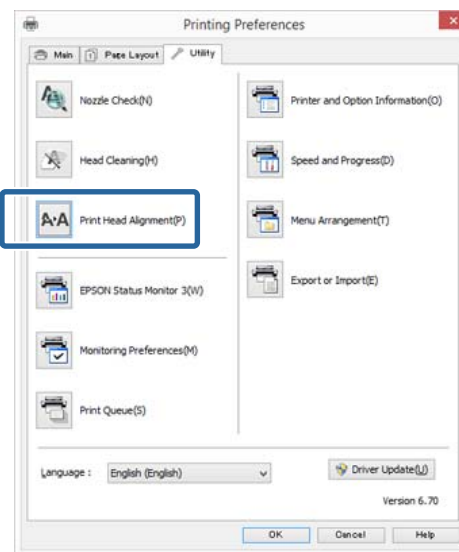 Printing Preferences
Main
Page Layout
Utility
Nozzle Check(N)
Head Cleaning(H)
Print Head Alignment(P)
EPSON Status Monitor 3(W)
Monitoring Preferences(M)
Print Queue(S)
Printer and Option Information(O)
Speed and Progress(D)
Menu Arrangement(T)
Export or Import(E)
Language :
English (English)
Driver Update(U)
Version 6.70
OK
Cancel
Help